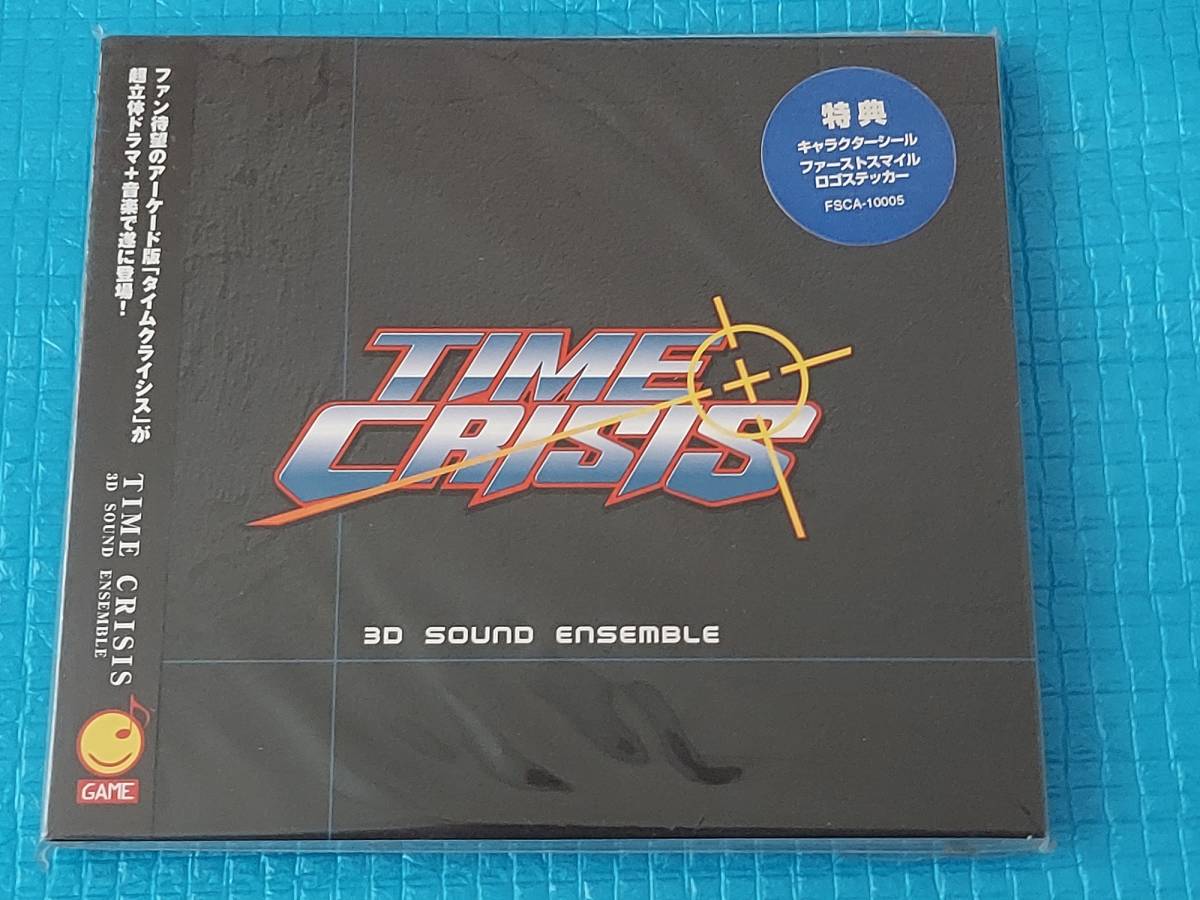 ファン待望のアーケード版「タイムクライシス」が
超立体ドラマ+音楽で遂に登場!
TIME CRISIS
3D SOUND ENSEMBLE
GAME
特典
キャラクターシール
ファーストスマイル
ロゴステッカー
FSCA-10005
TIME
CRISIS
3D SOUND ENSEMBLE